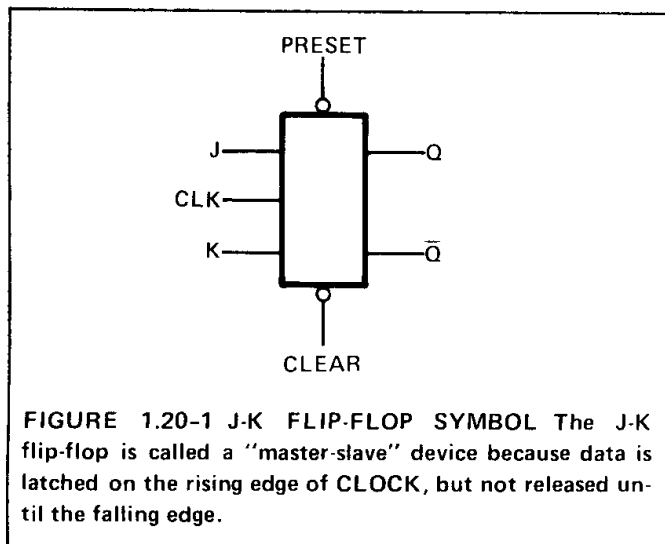 PRESET
J
Q
CLK
K
Q̅
CLEAR
FIGURE 1.20-1 J-K FLIP-FLOP SYMBOL The J-K
flip-flop is called a "master-slave" device because data is
latched on the rising edge of CLOCK, but not released un-
til the falling edge.